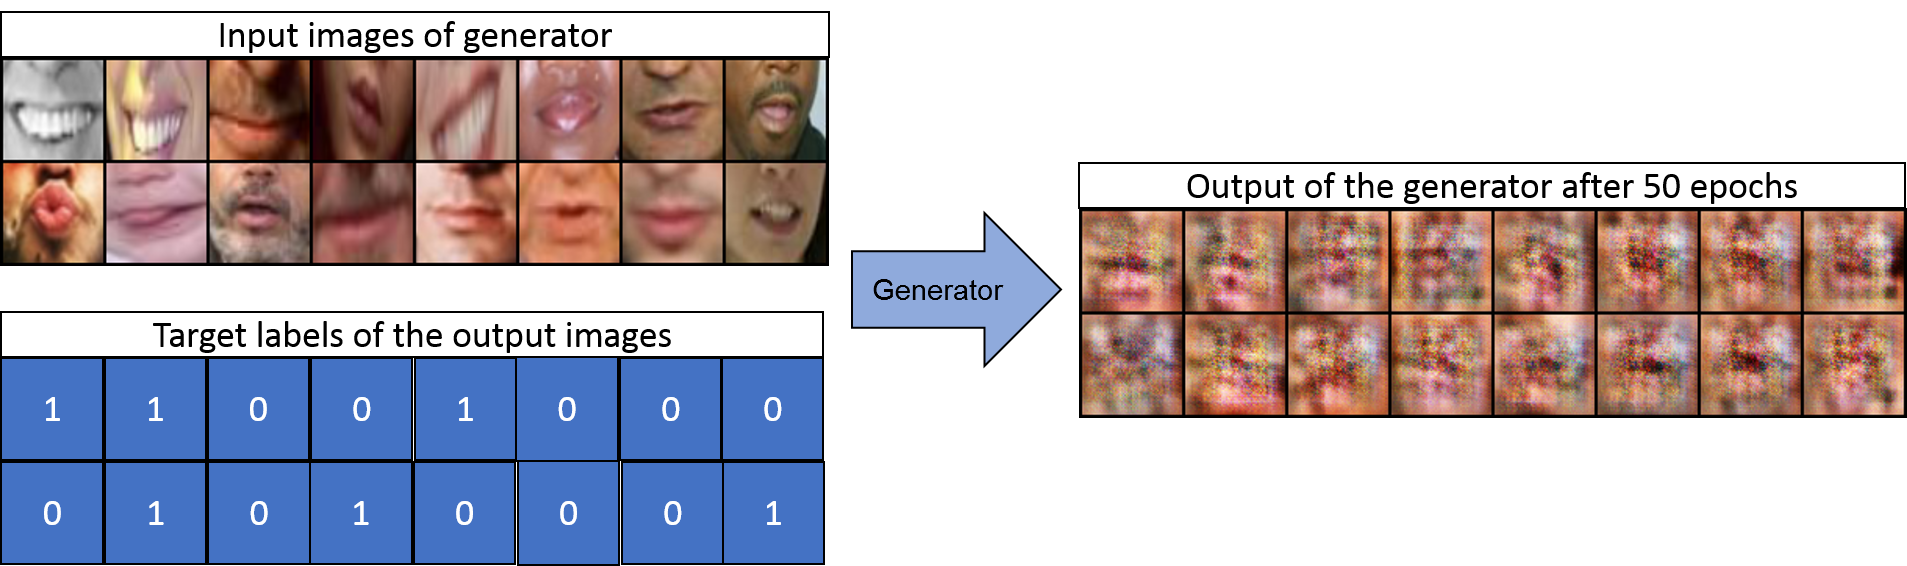 Input images of generator
Target labels of the output images
1 1 0 0 1 0 0 0
0 1 0 1 0 0 0 1
Generator
Output of the generator after 50 epochs